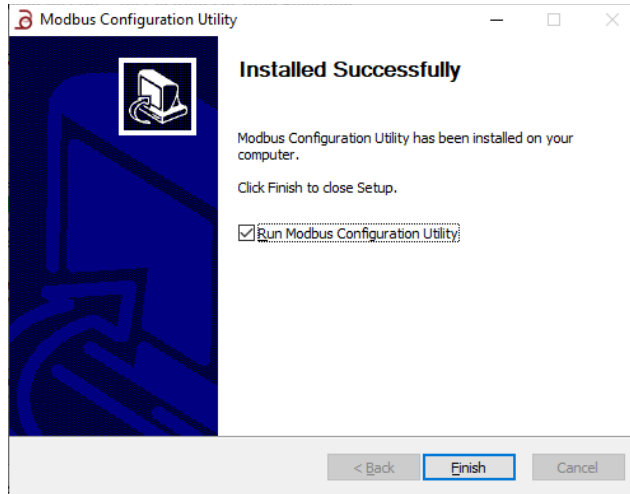 Modbus Configuration Utility
Installed Successfully
Modbus Configuration Utility has been installed on your
computer.
Click Finish to close Setup.
Run Modbus Configuration Utility
< Back
Finish
Cancel